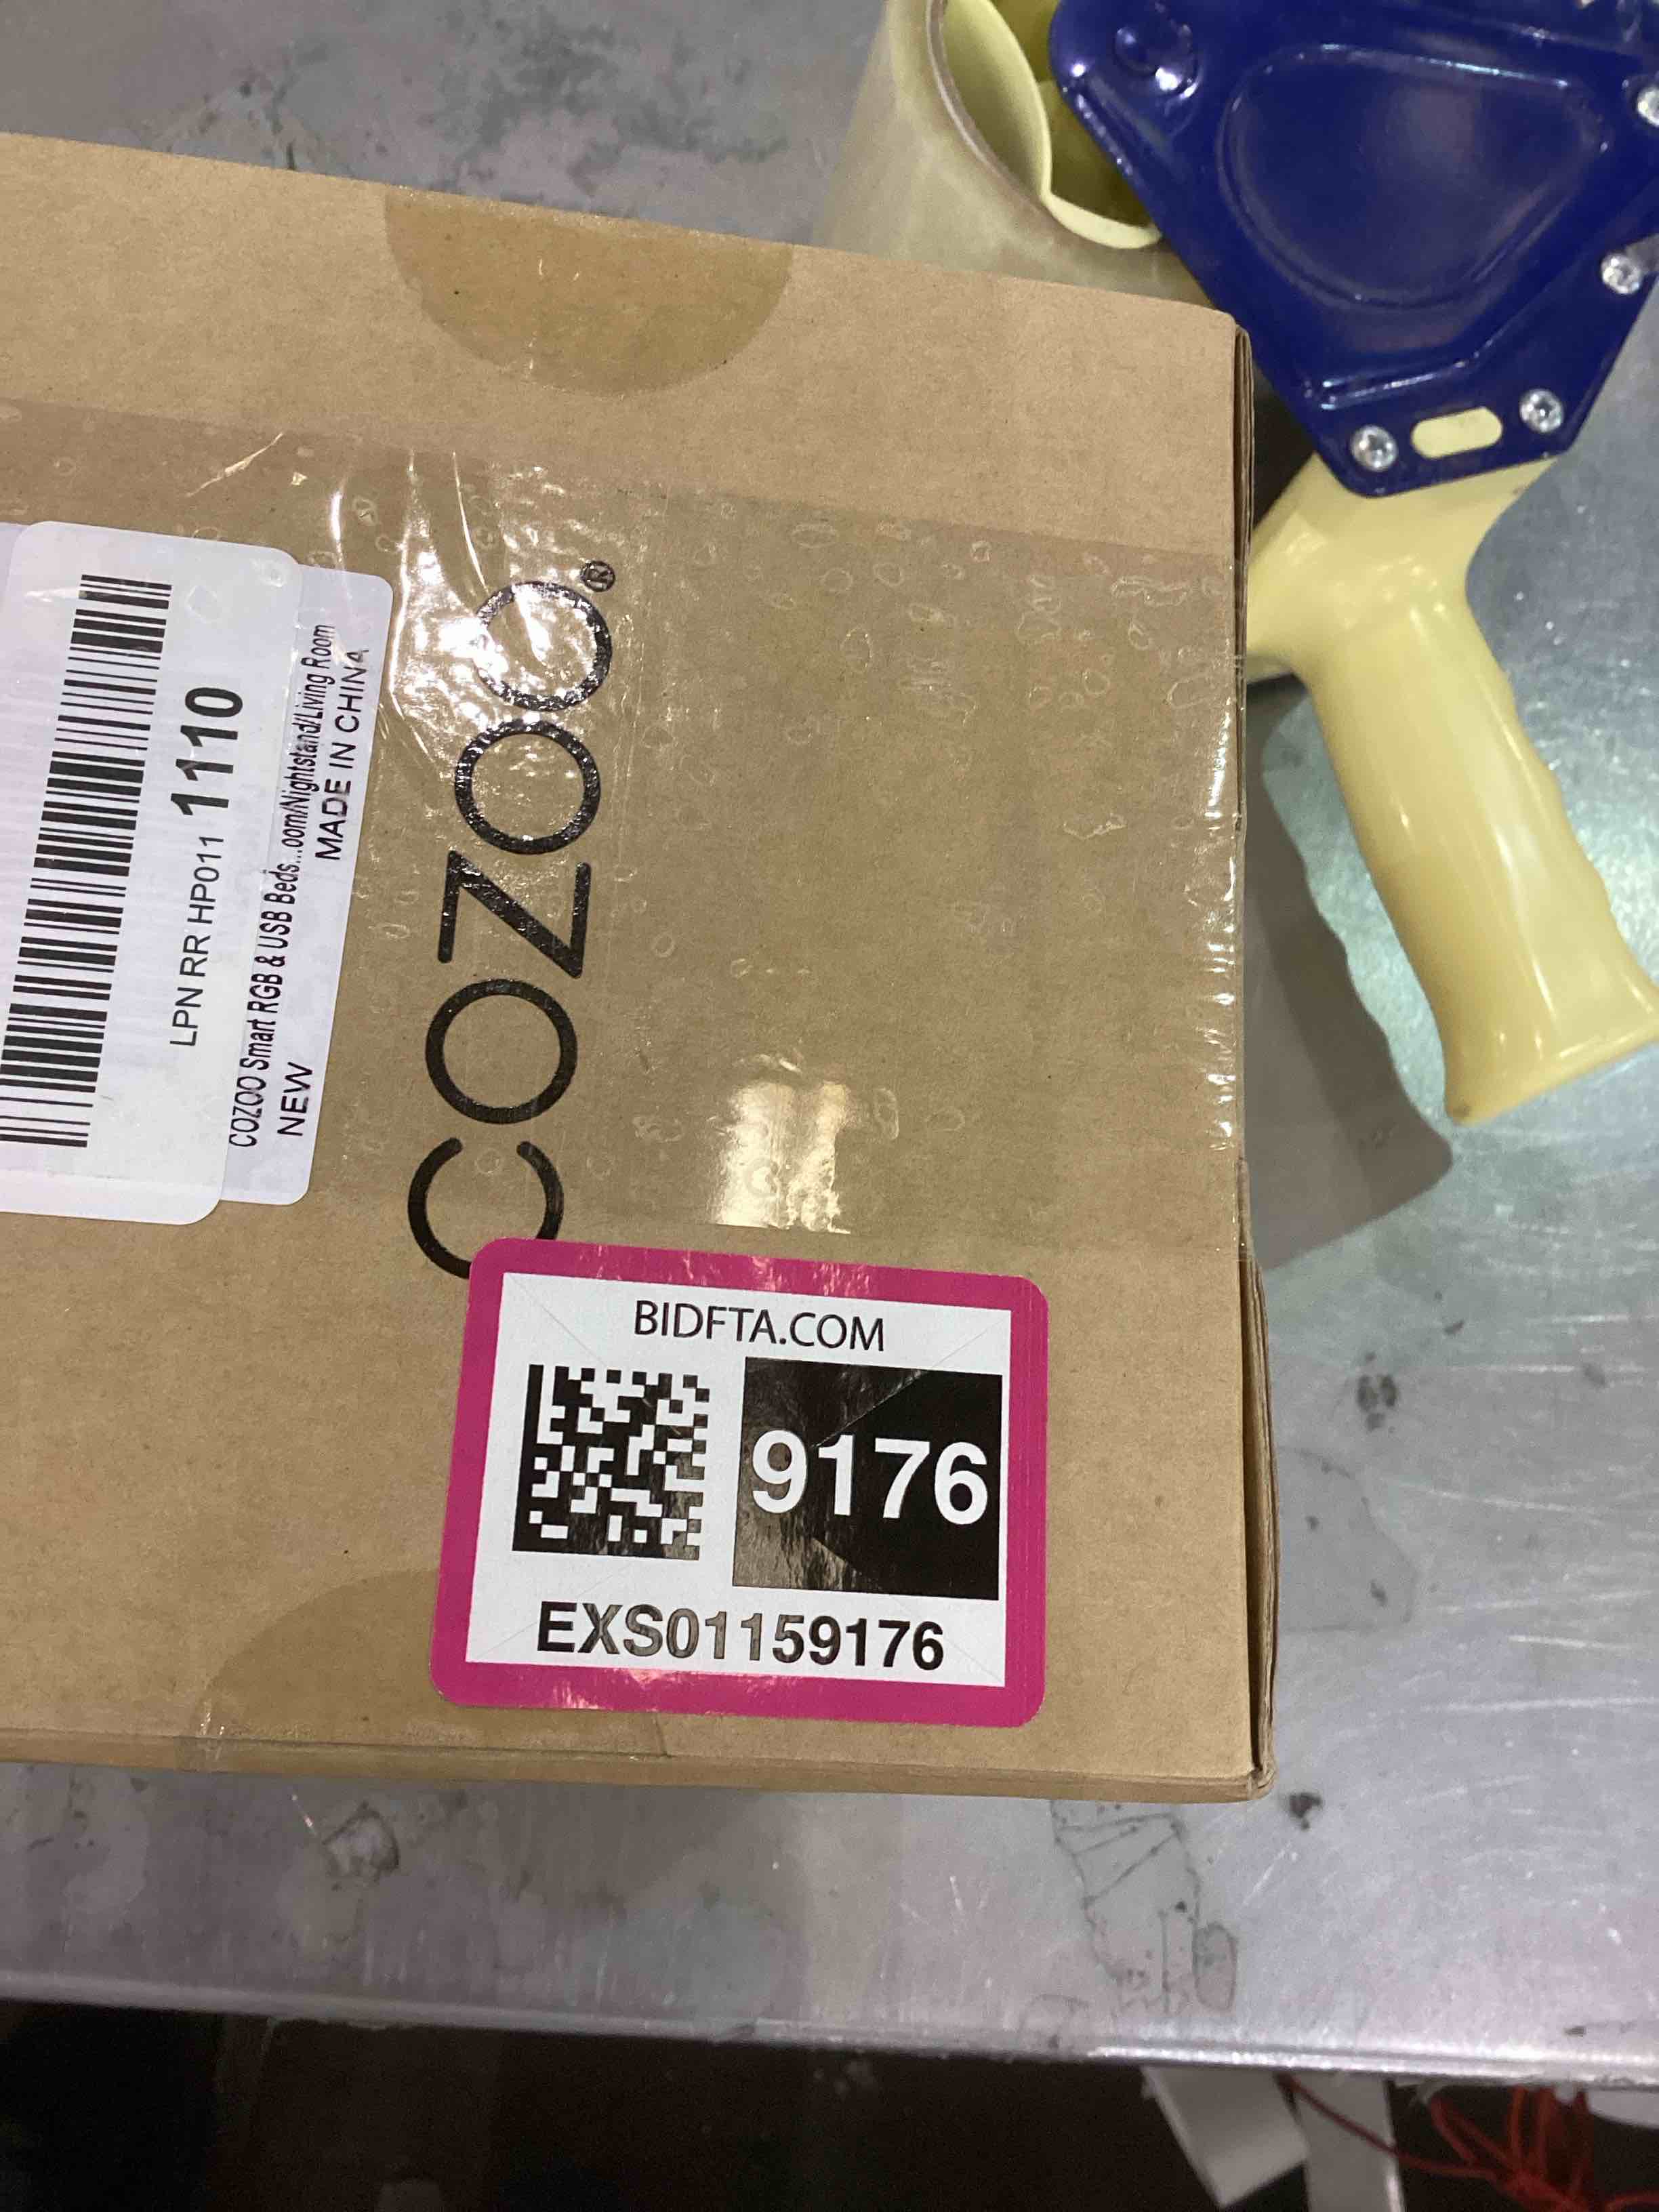 LPN RR HP011 1110
COZOO Smart RGB & USB Beds...oom/Nightstand/Living Room
NEW MADE IN CHINA
COZOO®
BIDFTA.COM
9176
EXS01159176